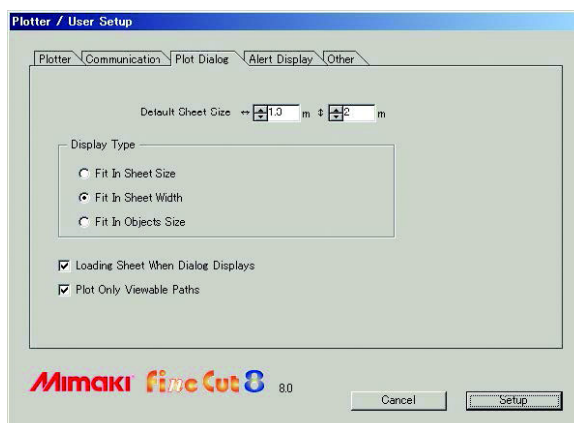 Plotter / User Setup
Plotter Communication Plot Dialog Alert Display Other
Default Sheet Size ↔ 1.0 m ↕ 2 m
Display Type
Fit In Sheet Size
Fit In Sheet Width
Fit In Objects Size
Loading Sheet When Dialog Displays
Plot Only Viewable Paths
Mimaki Fine Cut 8 8.0
Cancel Setup